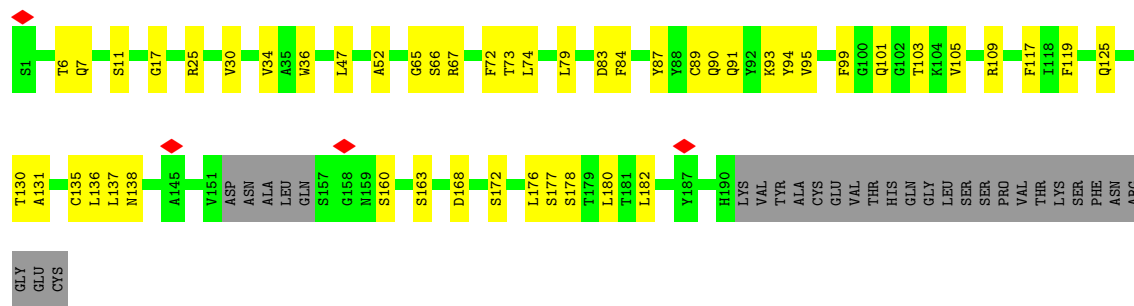 S1 T6 Q7 S11 G17 R25 V30 V34 A35 W36 L47 A52 G65 S66 R67 F72 T73 L74 L79 D83 F84 Y87 Y88 C89 Q90 Q91 Y92 K93 Y94 V95 F99 G100 Q101 G102 T103 K104 V105 R109 F117 I118 F119 Q125
T130 A131 C135 L136 L137 N138 A145 V151 ASP ASN ALA LEU GLN S157 G158 N159 S160 S163 D168 S172 L176 S177 S178 T179 L180 T181 L182 Y187 H190 LYS VAL TYR ALA CYS GLU VAL THR HIS GLN GLY LEU SER SER PRO VAL THR LYS SER PHE ASN ARG
GLY GLU CYS